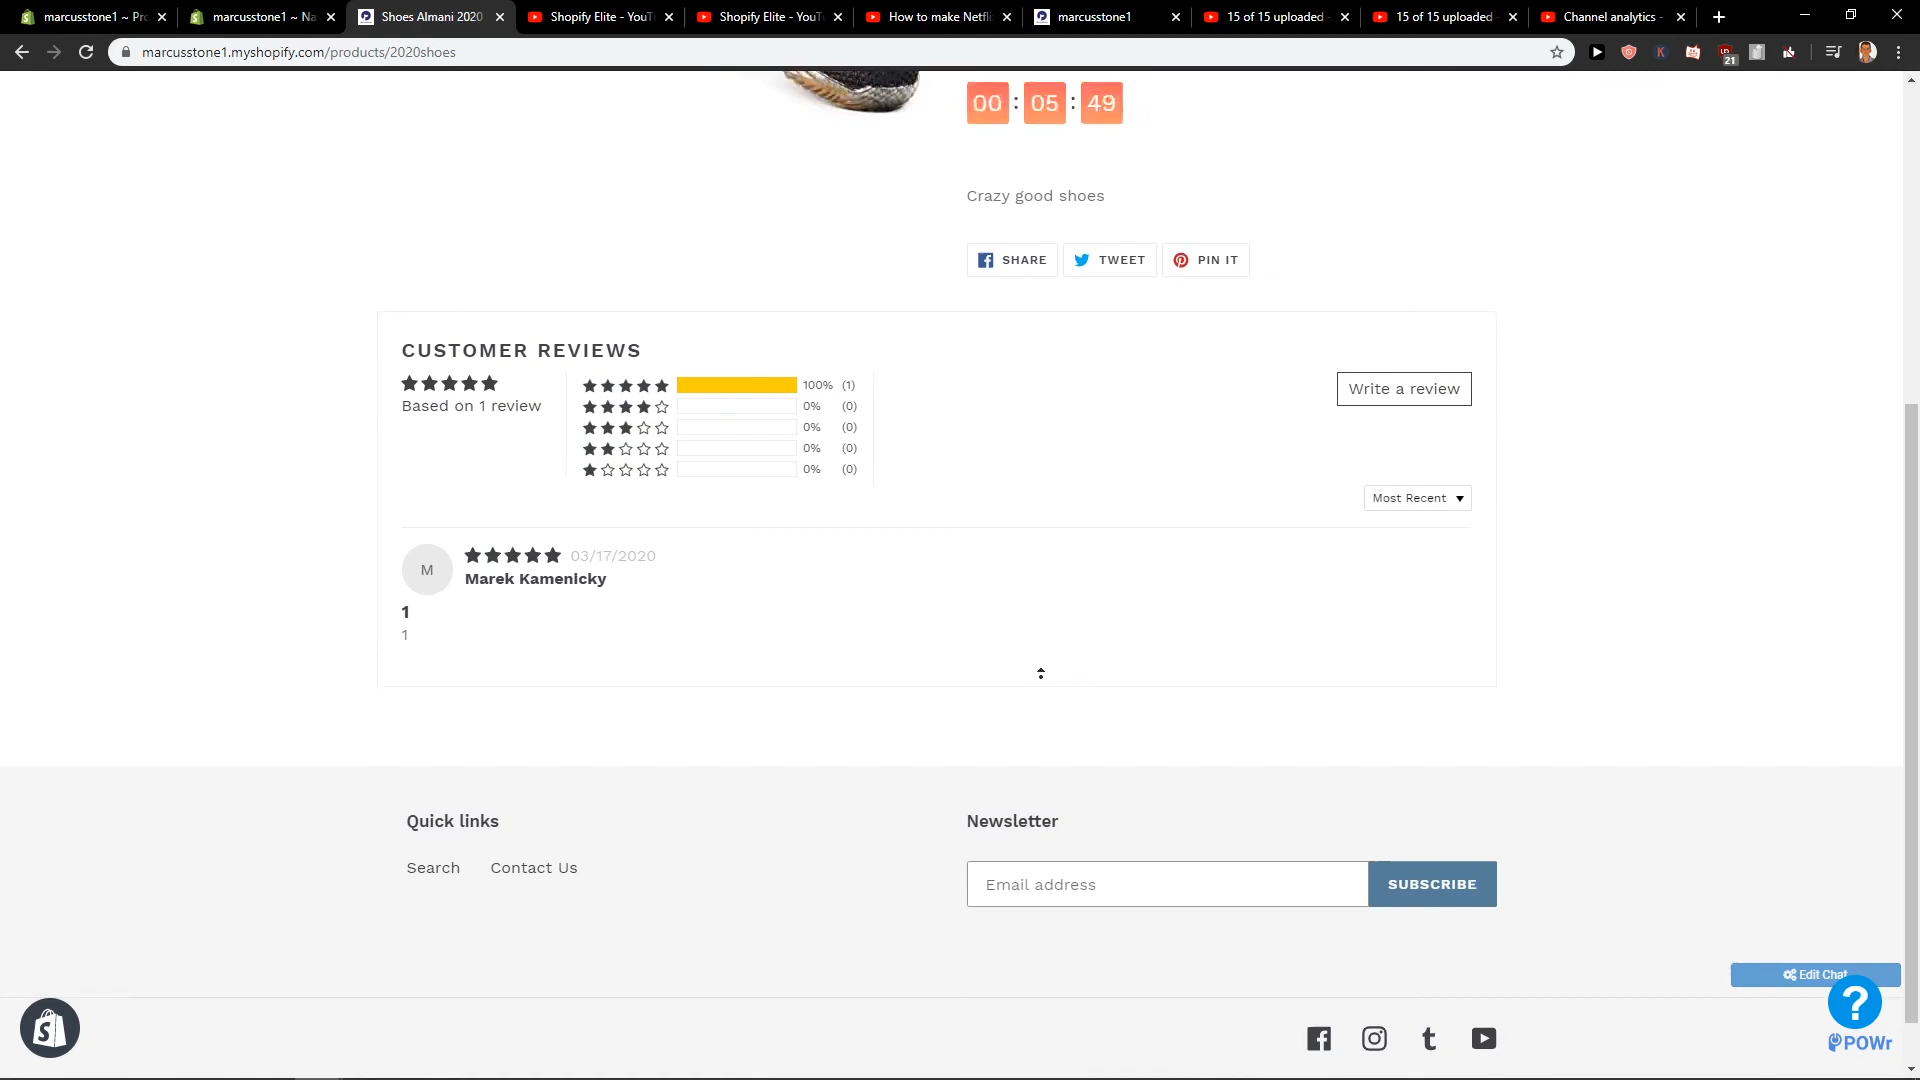 marcusstone1 ~ Pro
marcusstone1 ~ Na
Shoes Almani 2020
Shopify Elite - YouT
Shopify Elite - YouTu
How to make Netfli
marcusstone1
15 of 15 uploaded -
15 of 15 uploaded -
Channel analytics -
marcusstone1.myshopify.com/products/2020shoes
K
21
00 : 05 : 49
Crazy good shoes
SHARE
TWEET
PIN IT
CUSTOMER REVIEWS
Based on 1 review
100% (1)
0% (0)
0% (0)
0% (0)
0% (0)
Write a review
Most Recent
M
03/17/2020
Marek Kamenicky
1
1
Quick links
Newsletter
Search
Contact Us
Email address
SUBSCRIBE
Edit Chat
?
POWr